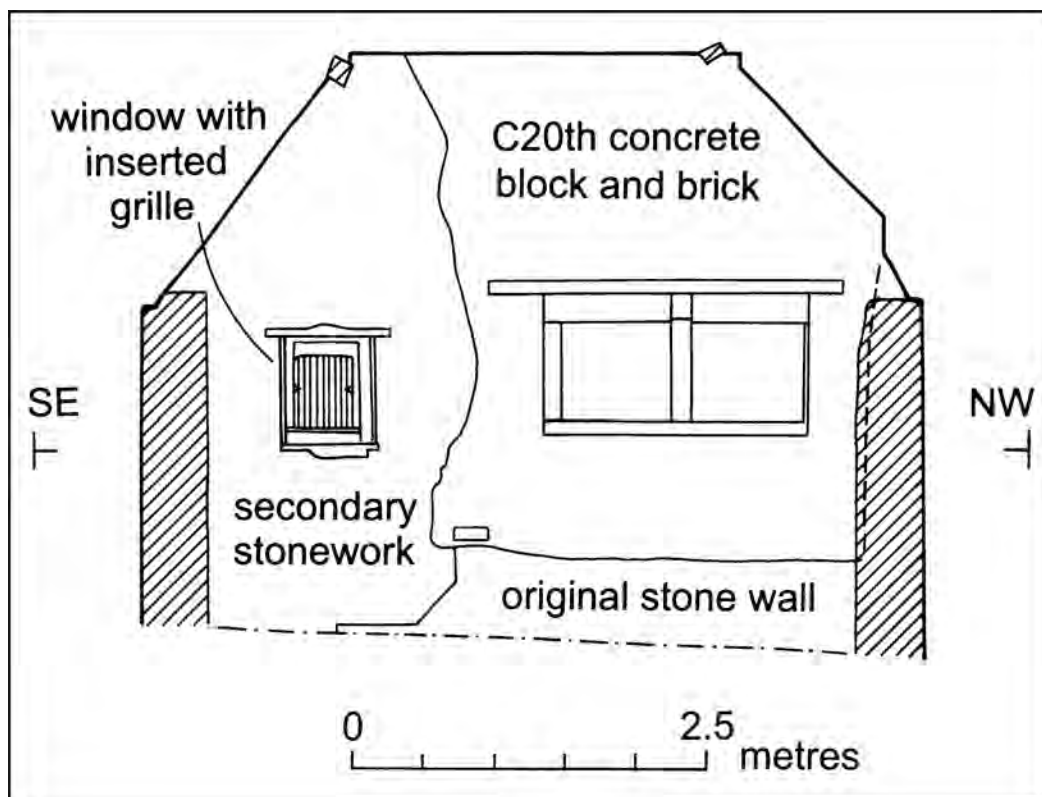 window with
inserted
grille
C20th concrete
block and brick
SE
NW
secondary
stonework
original stone wall
0 2.5
metres